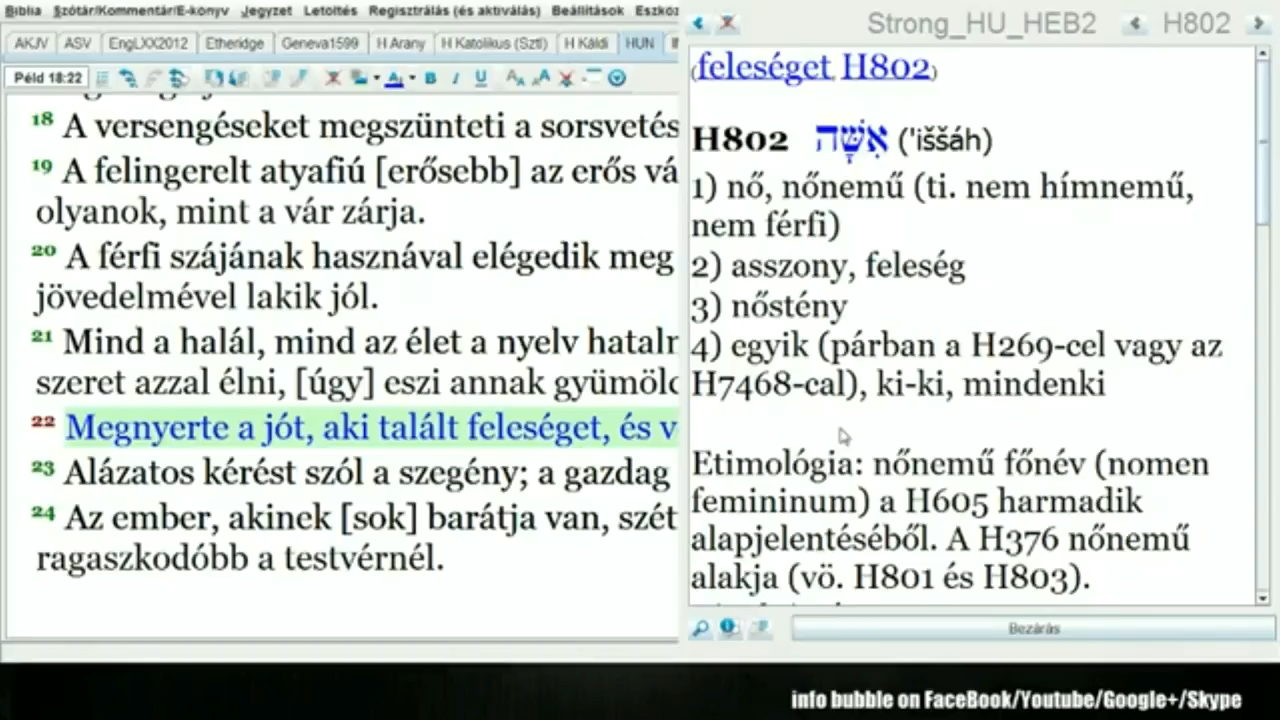 Biblia Szótár/Kommentár/E-könyv Jegyzet Letöltés Regisztrálás (és aktiválás) Beállítások Eszkö
AKJV ASV EngLXX2012 Etheridge Geneva1599 H Arany H Katolikus (SztI) H Káldi HUN
Péld 18:22
18 A versengéseket megszünteti a sorsvetés
19 A felingerelt atyafiú [erősebb] az erős vá
olyanok, mint a vár zárja.
20 A férfi szájának hasznával elégedik meg
jövedelmével lakik jól.
21 Mind a halál, mind az élet a nyelv hataln
szeret azzal élni, [úgy] eszi annak gyümölc
22 Megnyerte a jót, aki talált feleséget, és v
23 Alázatos kérést szól a szegény; a gazdag
24 Az ember, akinek [sok] barátja van, szét
ragaszkodóbb a testvérnél.
Strong_HU_HEB2 H802
(feleséget, H802)
H802 אִשָּׁה ('iššáh)
1) nő, nőnemű (ti. nem hímnemű,
nem férfi)
2) asszony, feleség
3) nőstény
4) egyik (párban a H269-cel vagy az
H7468-cal), ki-ki, mindenki
Etimológia: nőnemű főnév (nomen
femininum) a H605 harmadik
alapjelentéséből. A H376 nőnemű
alakja (vö. H801 és H803).
Bezárás
info bubble on FaceBook/Youtube/Google+/Skype